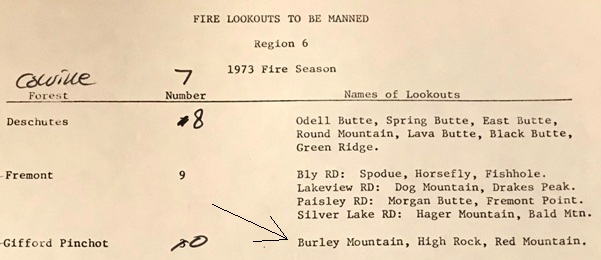 FIRE LOOKOUTS TO BE MANNED
Region 6
1973 Fire Season
Colville 7
Forest Number Names of Lookouts
Deschutes 8 Odell Butte, Spring Butte, East Butte,
Round Mountain, Lava Butte, Black Butte,
Green Ridge.
Fremont 9 Bly RD: Spodue, Horsefly, Fishhole.
Lakeview RD: Dog Mountain, Drakes Peak.
Paisley RD: Morgan Butte, Fremont Point.
Silver Lake RD: Hager Mountain, Bald Mtn.
Gifford Pinchot 0 Burley Mountain, High Rock, Red Mountain.